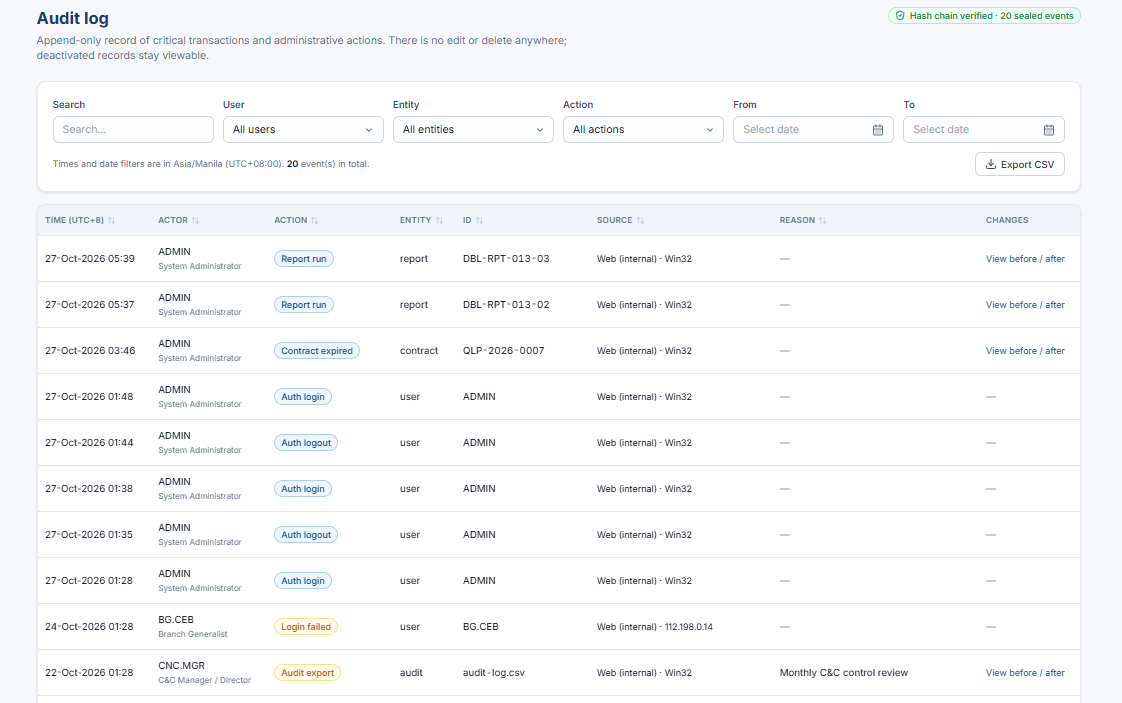 Audit log
Hash chain verified · 20 sealed events
Append-only record of critical transactions and administrative actions. There is no edit or delete anywhere;
deactivated records stay viewable.
Search User Entity Action From To
Search... All users All entities All actions Select date Select date
Times and date filters are in Asia/Manila (UTC+08:00). 20 event(s) in total.
Export CSV
TIME (UTC+8) ACTOR ACTION ENTITY ID SOURCE REASON CHANGES
27-Oct-2026 05:39 ADMIN Report run report DBL-RPT-013-03 Web (internal) · Win32 — View before / after
System Administrator
27-Oct-2026 05:37 ADMIN Report run report DBL-RPT-013-02 Web (internal) · Win32 — View before / after
System Administrator
27-Oct-2026 03:46 ADMIN Contract expired contract QLP-2026-0007 Web (internal) · Win32 — View before / after
System Administrator
27-Oct-2026 01:48 ADMIN Auth login user ADMIN Web (internal) · Win32 — —
System Administrator
27-Oct-2026 01:44 ADMIN Auth logout user ADMIN Web (internal) · Win32 — —
System Administrator
27-Oct-2026 01:38 ADMIN Auth login user ADMIN Web (internal) · Win32 — —
System Administrator
27-Oct-2026 01:35 ADMIN Auth logout user ADMIN Web (internal) · Win32 — —
System Administrator
27-Oct-2026 01:28 ADMIN Auth login user ADMIN Web (internal) · Win32 — —
System Administrator
24-Oct-2026 01:28 BG.CEB Login failed user BG.CEB Web (internal) · 112.198.0.14 — —
Branch Generalist
22-Oct-2026 01:28 CNC.MGR Audit export audit audit-log.csv Web (internal) · Win32 Monthly C&C control review View before / after
C&C Manager / Director